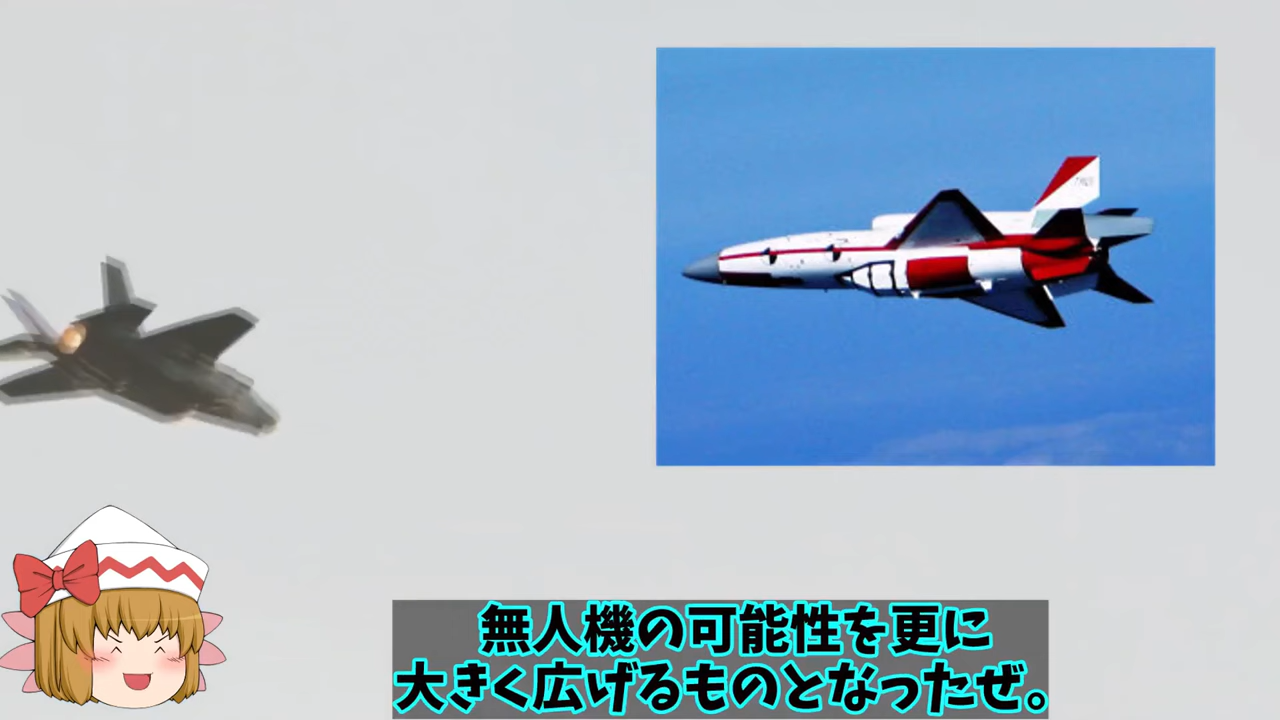 無人機の可能性を更に
大きく広げるものとなったぜ。